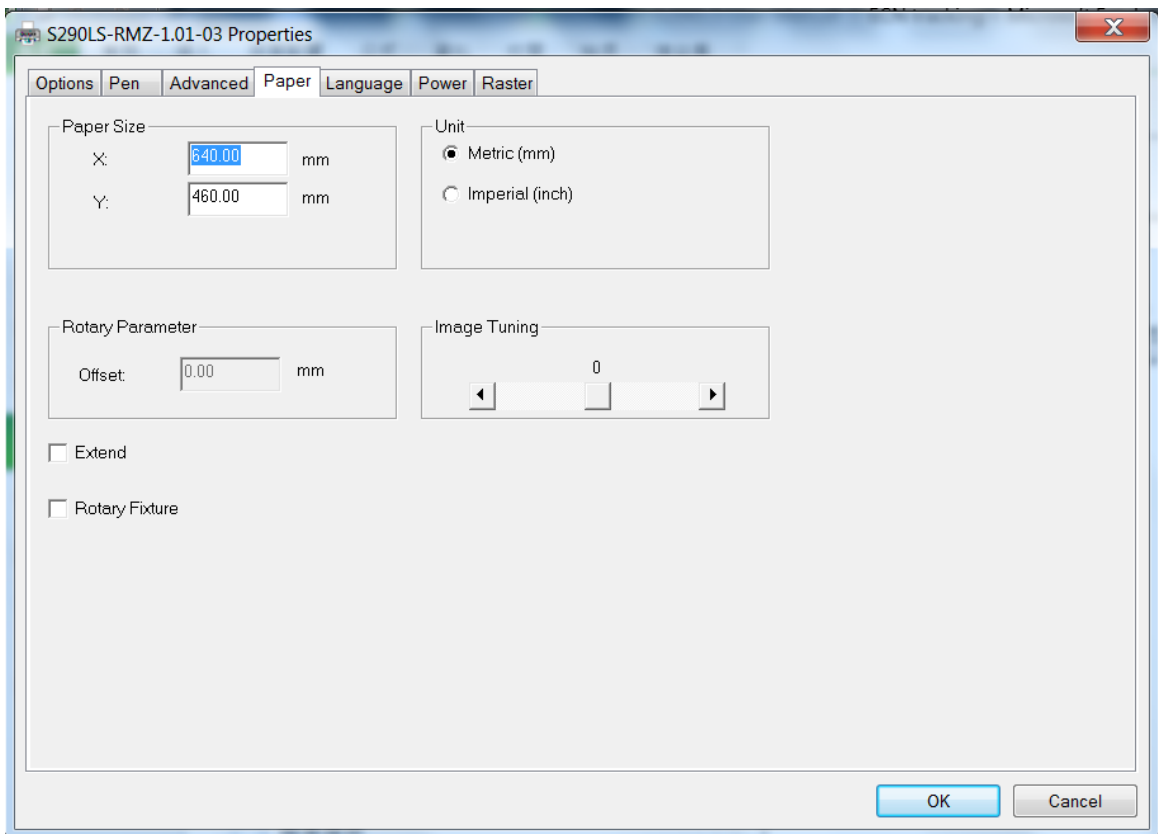 S290LS-RMZ-1.01-03 Properties
Options Pen Advanced Paper Language Power Raster
Paper Size
X: 640.00 mm
Y: 460.00 mm
Unit
Metric (mm)
Imperial (inch)
Rotary Parameter
Offset: 0.00 mm
Image Tuning
0
Extend
Rotary Fixture
OK Cancel